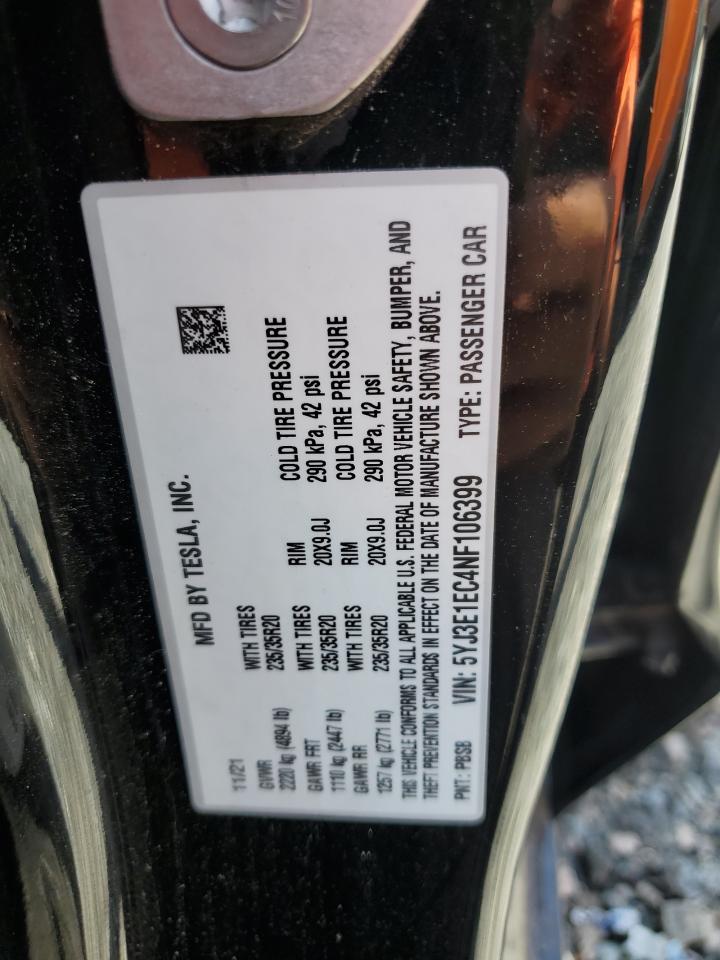 MFD BY TESLA, INC.
11/21
GVWR
2220 kg (4894 lb)
WITH TIRES
235/35R20
GAWR FRT
1110 kg (2447 lb)
WITH TIRES
235/35R20
RIM
20X9.0J
COLD TIRE PRESSURE
290 kPa, 42 psi
GAWR RR
1257 kg (2771 lb)
WITH TIRES
235/35R20
RIM
20X9.0J
COLD TIRE PRESSURE
290 kPa, 42 psi
THIS VEHICLE CONFORMS TO ALL APPLICABLE U.S. FEDERAL MOTOR VEHICLE SAFETY, BUMPER, AND
THEFT PREVENTION STANDARDS IN EFFECT ON THE DATE OF MANUFACTURE SHOWN ABOVE.
PNT: PBSB VIN: 5YJ3E1EC4NF106399 TYPE: PASSENGER CAR